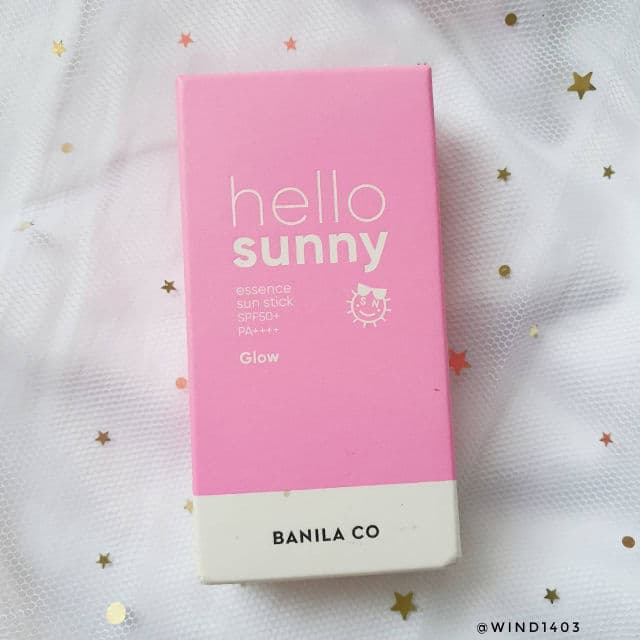 hello
sunny
essence
sun stick
SPF50+
PA++++
Glow
S N
BANILA CO
@WIND1403